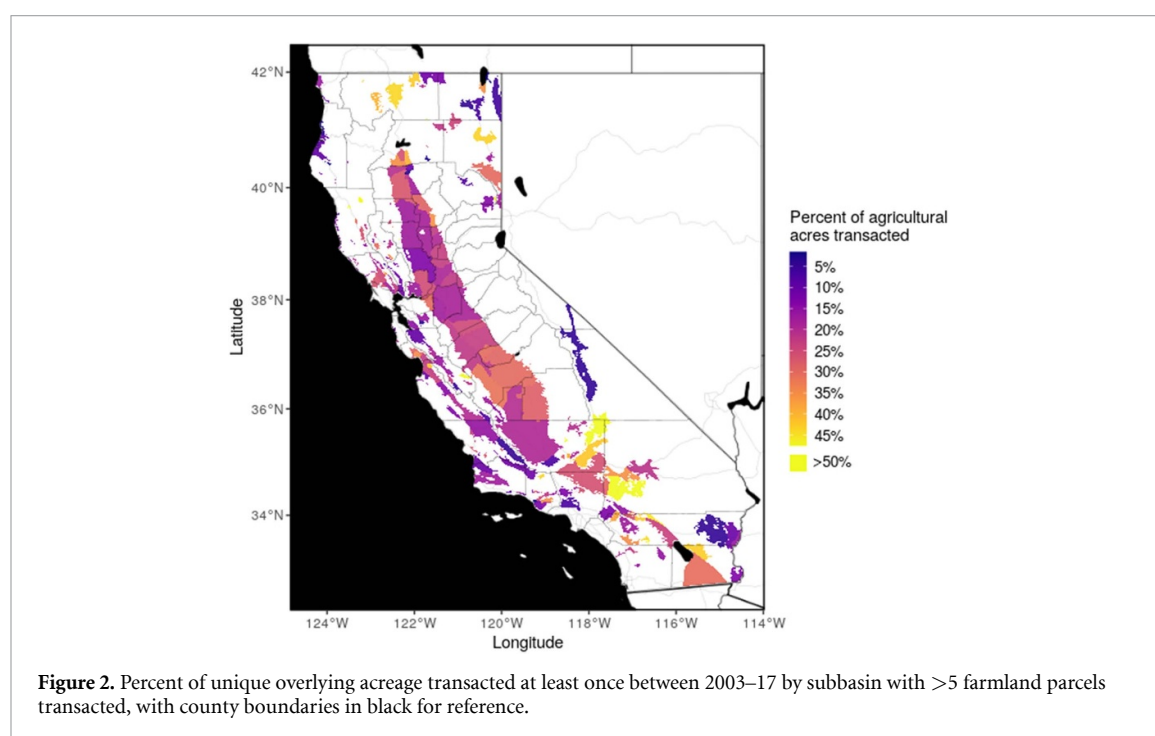 42°N
40°N
38°N
36°N
34°N
Latitude
124°W 122°W 120°W 118°W 116°W 114°W
Longitude
Percent of agricultural
acres transacted
5%
10%
15%
20%
25%
30%
35%
40%
45%
>50%
Figure 2. Percent of unique overlying acreage transacted at least once between 2003–17 by subbasin with >5 farmland parcels
transacted, with county boundaries in black for reference.